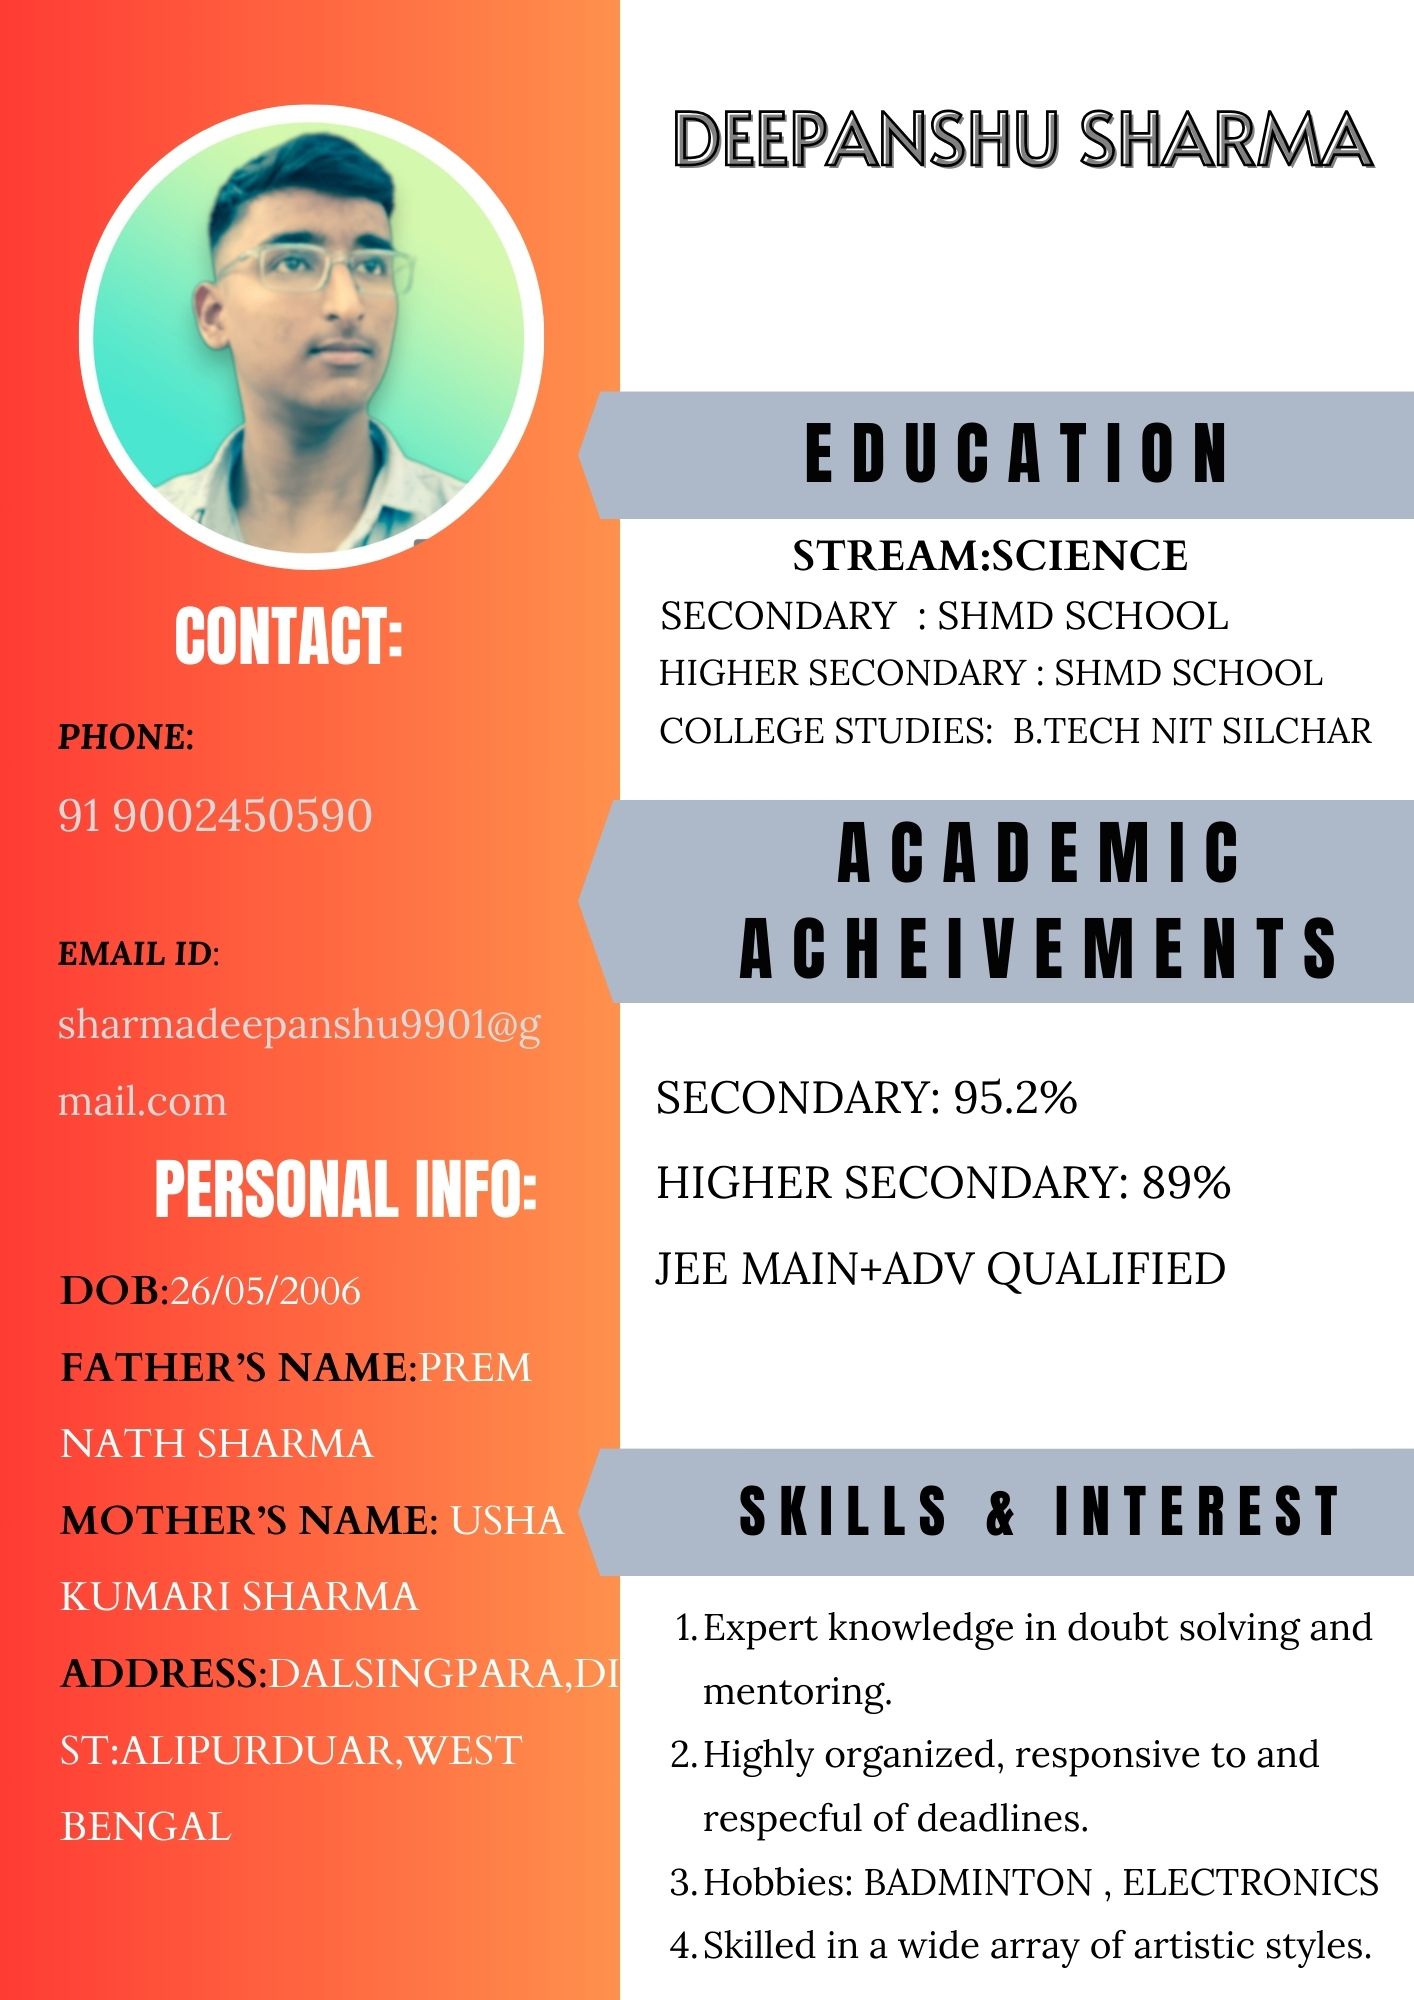 DEEPANSHU SHARMA
CONTACT:
PHONE:
91 9002450590
EMAIL ID:
sharmadeepanshu9901@g
mail.com
PERSONAL INFO:
DOB:26/05/2006
FATHER’S NAME:PREM
NATH SHARMA
MOTHER’S NAME: USHA
KUMARI SHARMA
ADDRESS:DALSINGPARA,DI
ST:ALIPURDUAR,WEST
BENGAL
EDUCATION
STREAM:SCIENCE
SECONDARY  : SHMD SCHOOL
HIGHER SECONDARY : SHMD SCHOOL
COLLEGE STUDIES:  B.TECH NIT SILCHAR
ACADEMIC
ACHEIVEMENTS
SECONDARY: 95.2%
HIGHER SECONDARY: 89%
JEE MAIN+ADV QUALIFIED
SKILLS & INTEREST
1. Expert knowledge in doubt solving and
mentoring.
2. Highly organized, responsive to and
respecful of deadlines.
3. Hobbies: BADMINTON , ELECTRONICS
4. Skilled in a wide array of artistic styles.